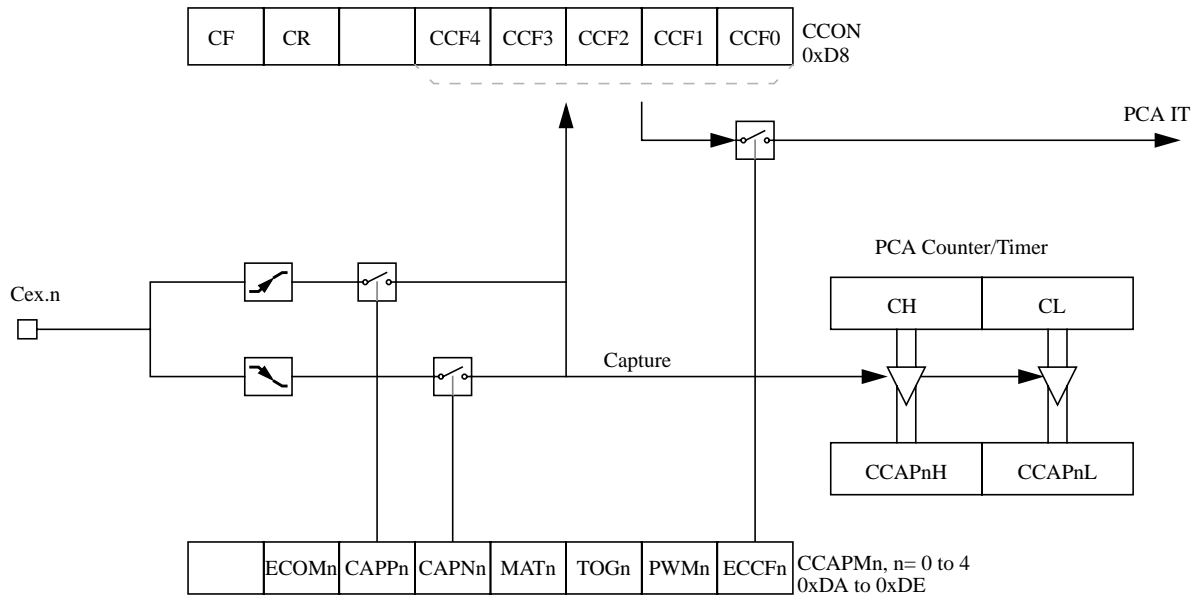 CF CR CCF4 CCF3 CCF2 CCF1 CCF0
CCON
0xD8
PCA IT
PCA Counter/Timer
Cex.n
CH CL
Capture
CCAPnH CCAPnL
ECOMn CAPPn CAPNn MATn TOGn PWMn ECCFn
CCAPMn, n= 0 to 4
0xDA to 0xDE